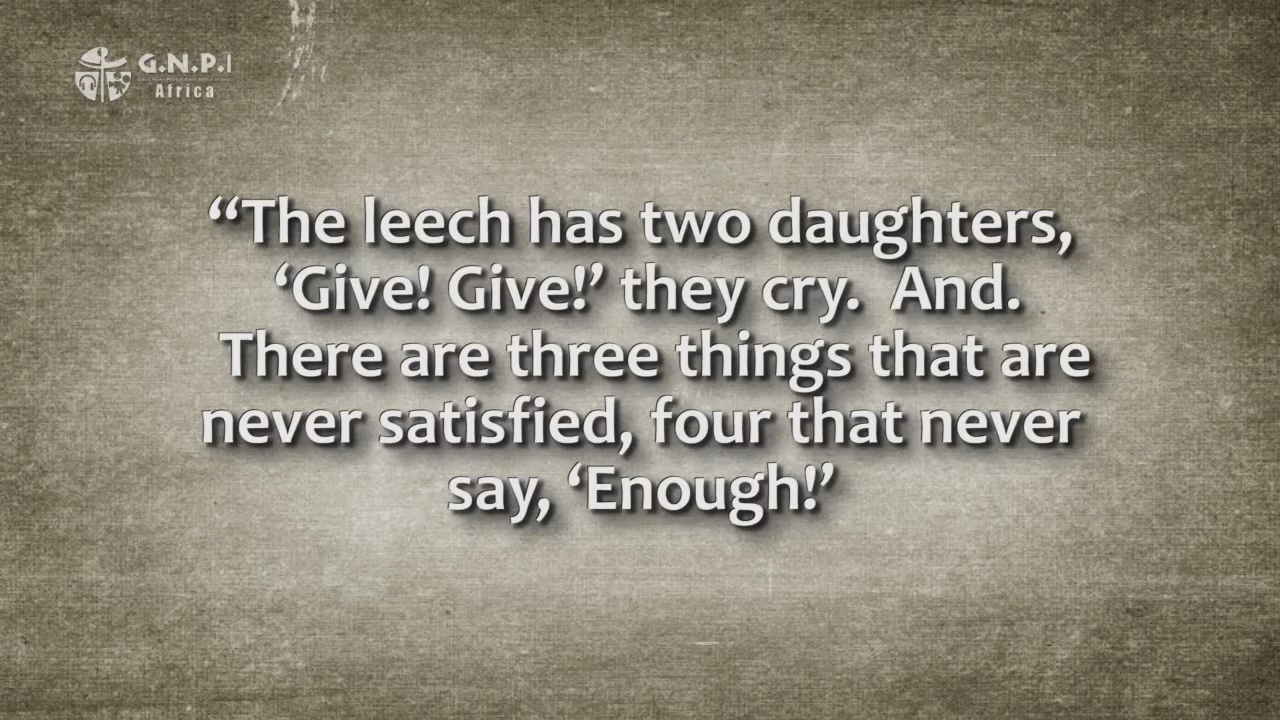 G.N.P.I
Africa
“The leech has two daughters,
‘Give! Give!’ they cry.  And.
There are three things that are
never satisfied, four that never
say, ‘Enough!’